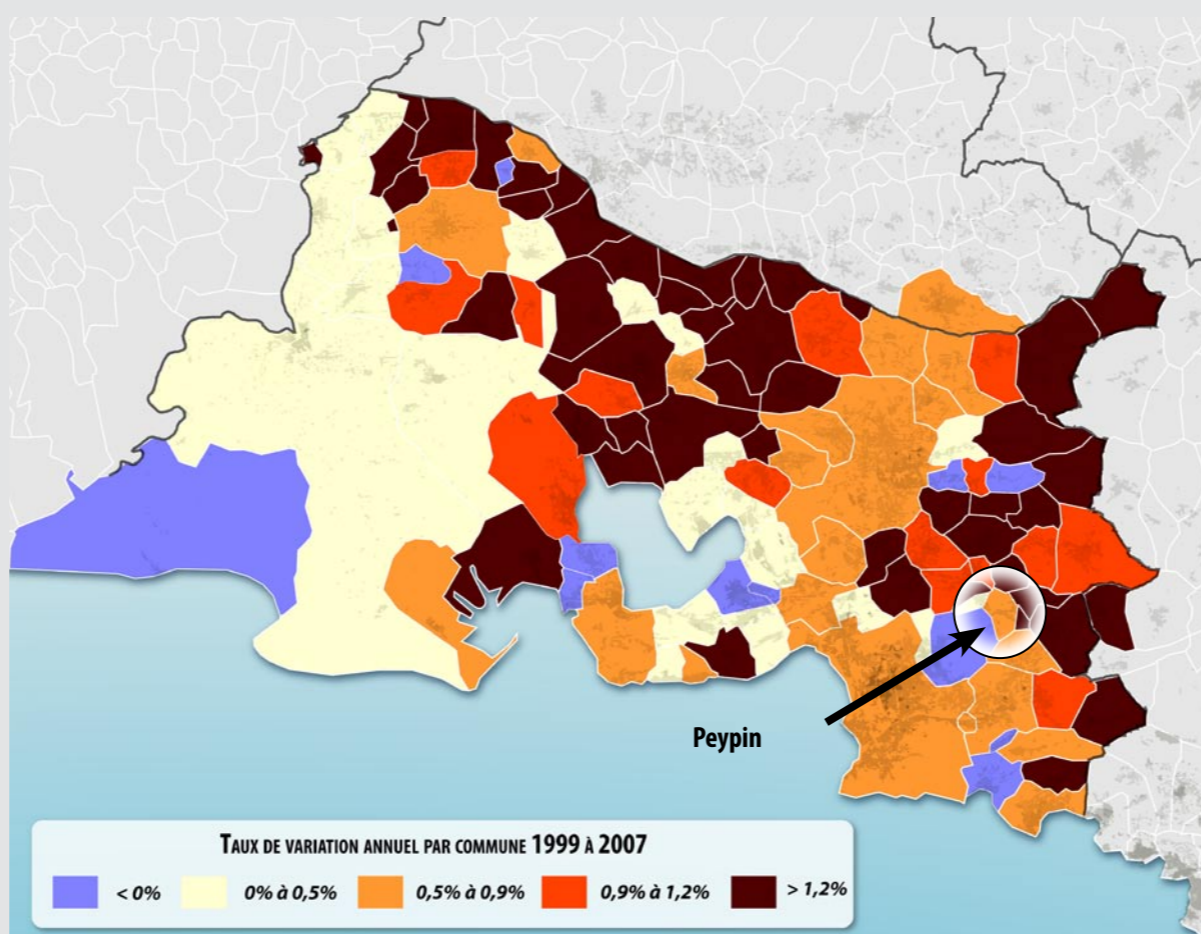 Peypin
TAUX DE VARIATION ANNUEL PAR COMMUNE 1999 À 2007
< 0%
0% à 0,5%
0,5% à 0,9%
0,9% à 1,2%
> 1,2%